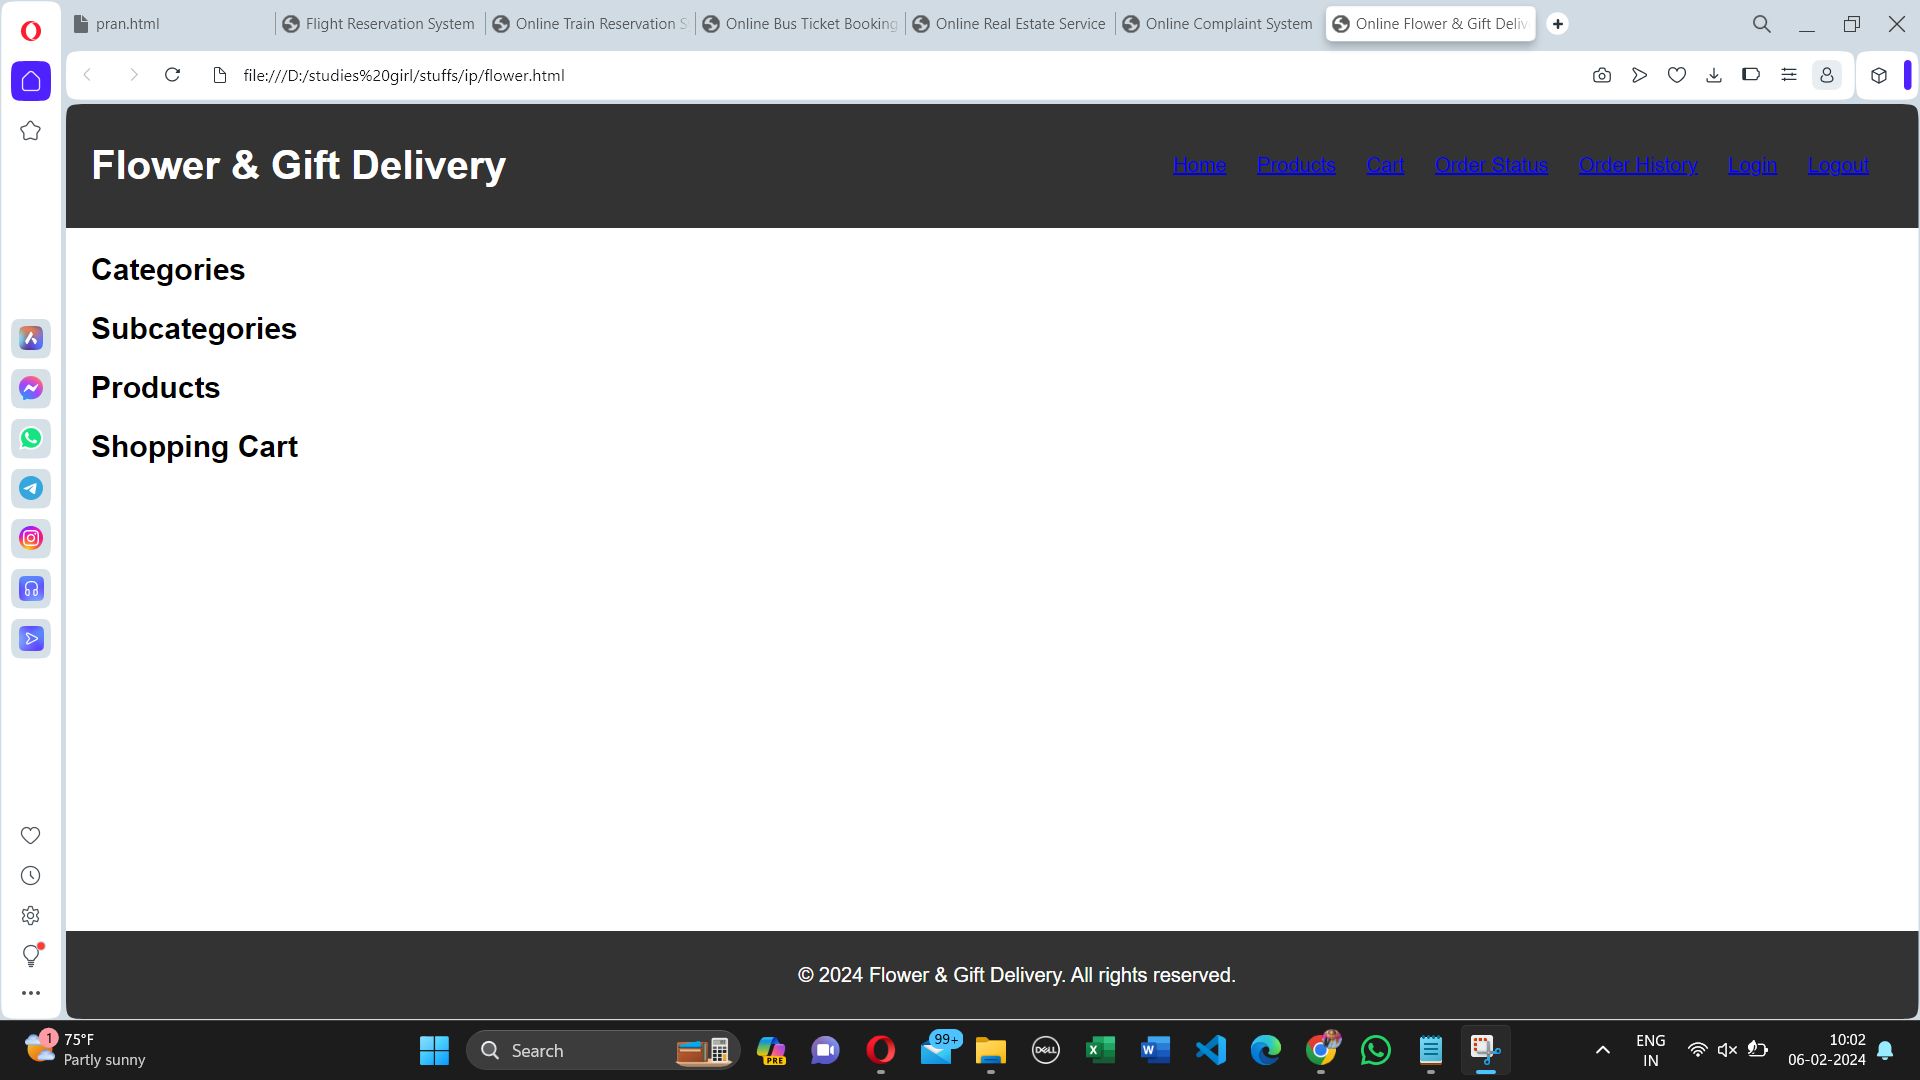 pran.html
Flight Reservation System
Online Train Reservation S
Online Bus Ticket Booking
Online Real Estate Service
Online Complaint System
Online Flower & Gift Deliv
file:///D:/studies%20girl/stuffs/ip/flower.html
Flower & Gift Delivery
Home Products Cart Order Status Order History Login Logout
Categories
Subcategories
Products
Shopping Cart
© 2024 Flower & Gift Delivery. All rights reserved.
1
75°F
Partly sunny
Search
PRE
99+
DELL
ENG
IN
10:02
06-02-2024